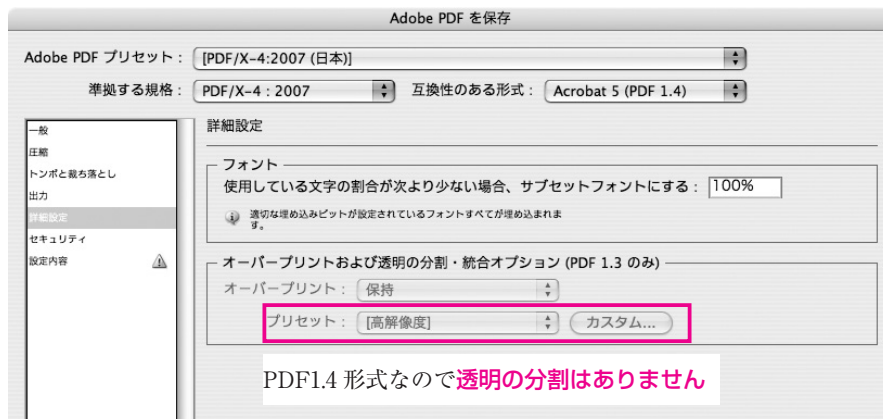 Adobe PDF を保存
Adobe PDF プリセット： [PDF/X-4:2007 (日本)]
準拠する規格： PDF/X-4 : 2007 互換性のある形式： Acrobat 5 (PDF 1.4)
一般
圧縮
トンボと裁ち落とし
出力
詳細設定
セキュリティ
設定内容
詳細設定
フォント
使用している文字の割合が次より少ない場合、サブセットフォントにする： 100%
適切な埋め込みビットが設定されているフォントすべてが埋め込まれま
す。
オーバープリントおよび透明の分割・統合オプション (PDF 1.3 のみ)
オーバープリント： 保持
プリセット： [高解像度] カスタム...
PDF1.4 形式なので透明の分割はありません